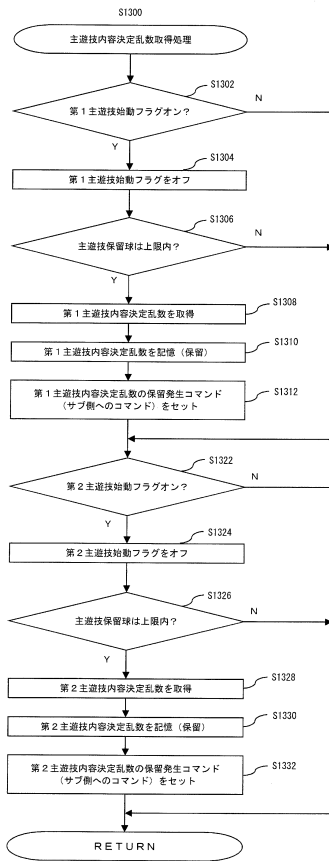 S1300
主遊技内容決定乱数取得処理
S1302
第1主遊技始動フラグオン？
N
Y
S1304
第1主遊技始動フラグをオフ
S1306
主遊技保留球は上限内？
N
Y
S1308
第1主遊技内容決定乱数を取得
S1310
第1主遊技内容決定乱数を記憶（保留）
S1312
第1主遊技内容決定乱数の保留発生コマンド
（サブ側へのコマンド）をセット
S1322
第2主遊技始動フラグオン？
N
Y
S1324
第2主遊技始動フラグをオフ
S1326
主遊技保留球は上限内？
N
Y
S1328
第2主遊技内容決定乱数を取得
S1330
第2主遊技内容決定乱数を記憶（保留）
S1332
第2主遊技内容決定乱数の保留発生コマンド
（サブ側へのコマンド）をセット
RETURN